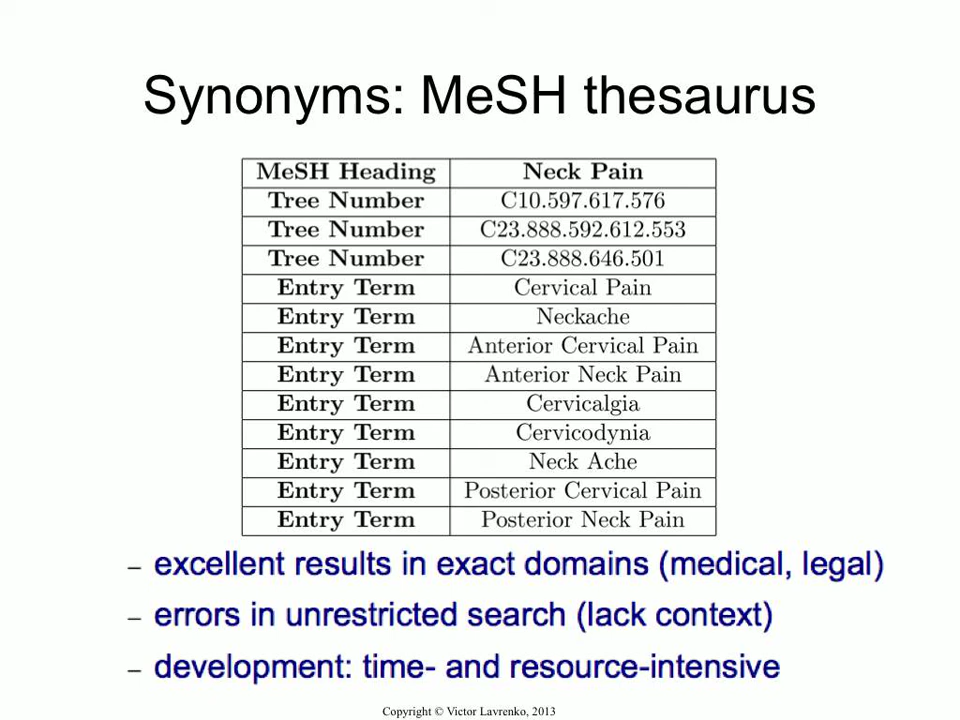 Synonyms: MeSH thesaurus
MeSH Heading Neck Pain
Tree Number C10.597.617.576
Tree Number C23.888.592.612.553
Tree Number C23.888.646.501
Entry Term Cervical Pain
Entry Term Neckache
Entry Term Anterior Cervical Pain
Entry Term Anterior Neck Pain
Entry Term Cervicalgia
Entry Term Cervicodynia
Entry Term Neck Ache
Entry Term Posterior Cervical Pain
Entry Term Posterior Neck Pain
– excellent results in exact domains (medical, legal)
– errors in unrestricted search (lack context)
– development: time- and resource-intensive
Copyright © Victor Lavrenko, 2013